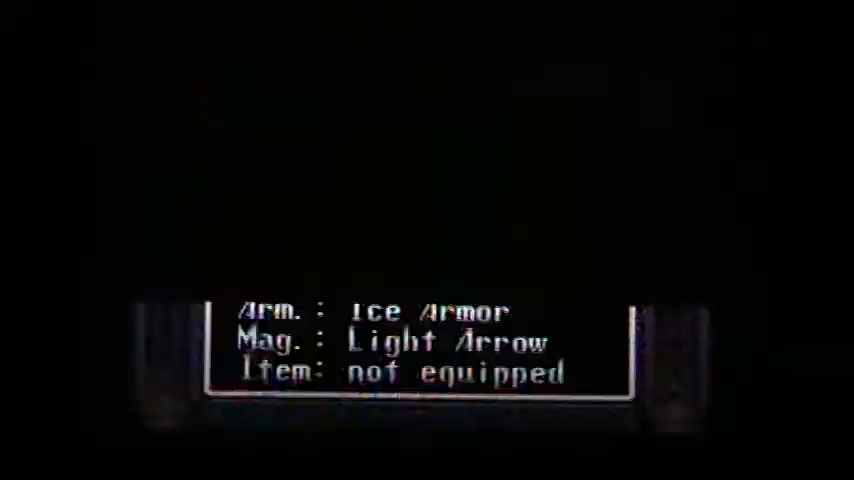 Arm. : Ice Armor
Mag. : Light Arrow
Item: not equipped